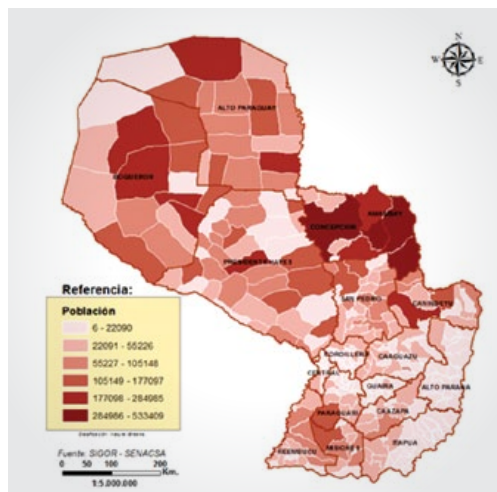 N
W E
S
ALTO PARAGUAY
BOQUERON
CONCEPCION
AMAMBAY
PRESIDENTE HAYES
SAN PEDRO
CANINDEYU
CORDILLERA
CAAGUAZU
CENTRAL
GUAIRA
ALTO PARANA
PARAGUARI
CAAZAPA
ÑEEMBUCU
MISIONES
ITAPUA
Referencia:
Población
6 - 22090
22091 - 55226
55227 - 105148
105149 - 177097
177098 - 284985
284986 - 533409
Fuente: SIGOR - SENACSA
0 50 100 200
Km.
1:5.000.000